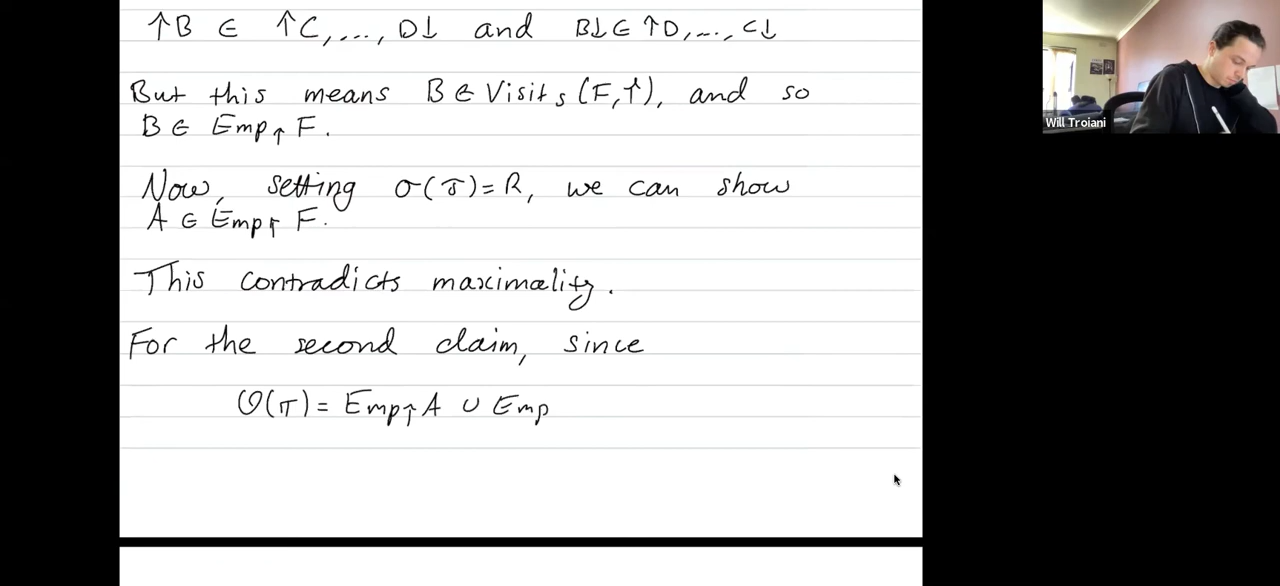 ↑B ∈ ↑C, ..., D↓ and B↓ ∈ ↑D, ..., C↓
But this means B ∈ Visits (F, ↑), and so
B ∈ Emp↑ F.
Now, setting σ(τ) = R, we can show
A ∈ Emp↑ F.
This contradicts maximality.
For the second claim, since
O(π) = Emp↑ A ∪ Emp
Will Troiani